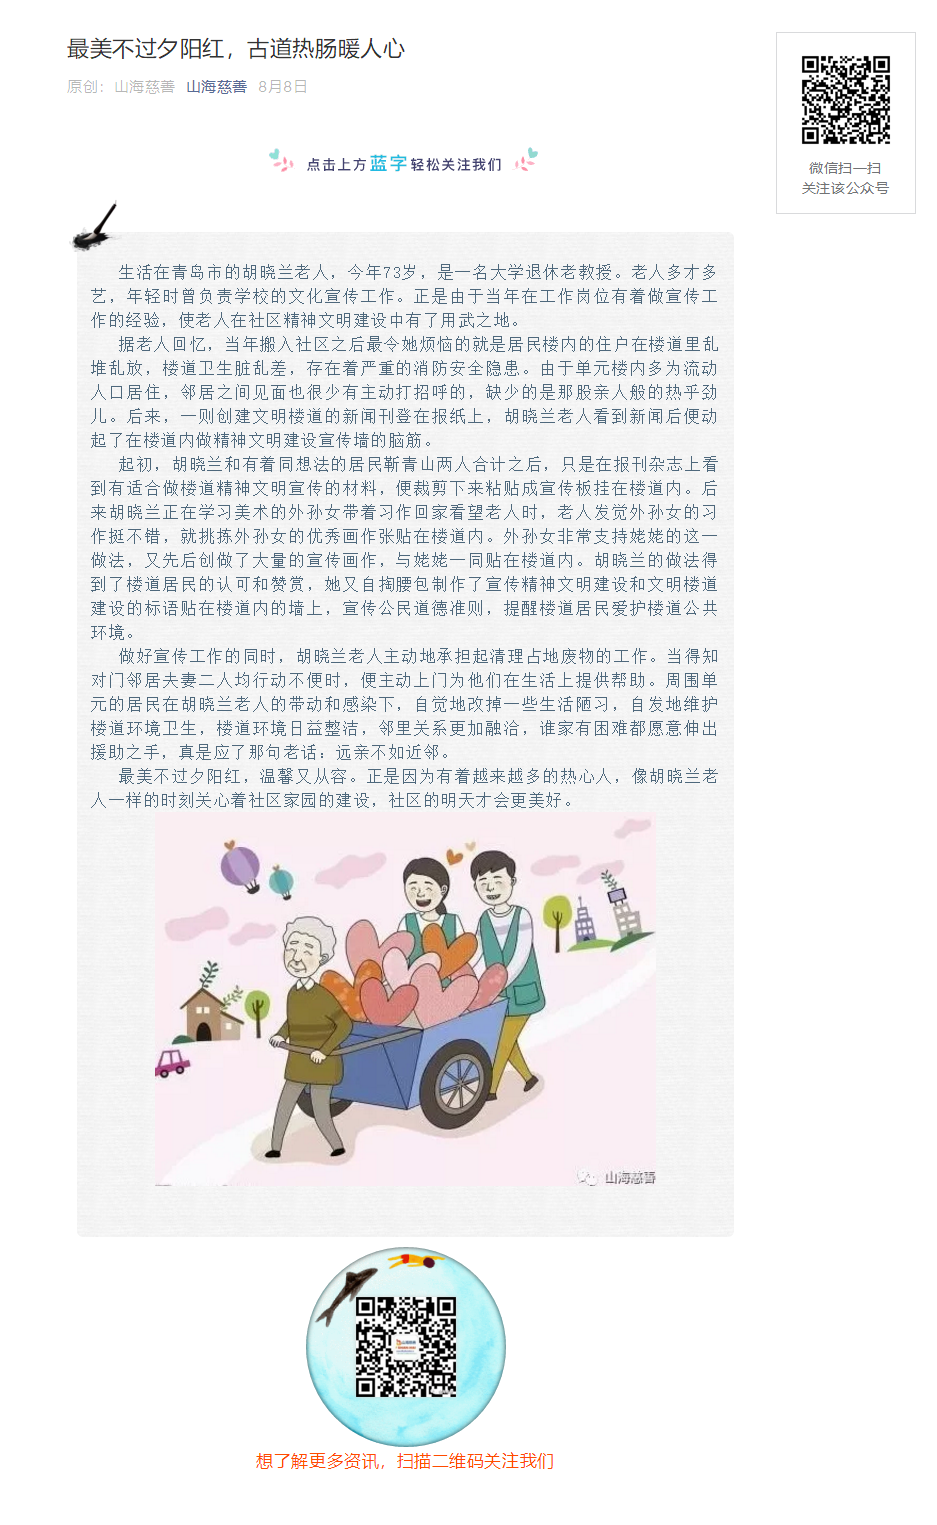 最美不过夕阳红，古道热肠暖人心
原创：山海慈善 山海慈善 8月8日
微信扫一扫
关注该公众号
点击上方蓝字轻松关注我们
生活在青岛市的胡晓兰老人，今年73岁，是一名大学退休老教授。老人多才多
艺，年轻时曾负责学校的文化宣传工作。正是由于当年在工作岗位有着做宣传工
作的经验，使老人在社区精神文明建设中有了用武之地。
据老人回忆，当年搬入社区之后最令她烦恼的就是居民楼内的住户在楼道里乱
堆乱放，楼道卫生脏乱差，存在着严重的消防安全隐患。由于单元楼内多为流动
人口居住，邻居之间见面也很少有主动打招呼的，缺少的是那股亲人般的热乎劲
儿。后来，一则创建文明楼道的新闻刊登在报纸上，胡晓兰老人看到新闻后便动
起了在楼道内做精神文明建设宣传墙的脑筋。
起初，胡晓兰和有着同想法的居民靳青山两人合计之后，只是在报刊杂志上看
到有适合做楼道精神文明宣传的材料，便裁剪下来粘贴成宣传板挂在楼道内。后
来胡晓兰正在学习美术的外孙女带着习作回家看望老人时，老人发觉外孙女的习
作挺不错，就挑拣外孙女的优秀画作张贴在楼道内。外孙女非常支持姥姥的这一
做法，又先后创做了大量的宣传画作，与姥姥一同贴在楼道内。胡晓兰的做法得
到了楼道居民的认可和赞赏，她又自掏腰包制作了宣传精神文明建设和文明楼道
建设的标语贴在楼道内的墙上，宣传公民道德准则，提醒楼道居民爱护楼道公共
环境。
做好宣传工作的同时，胡晓兰老人主动地承担起清理占地废物的工作。当得知
对门邻居夫妻二人均行动不便时，便主动上门为他们在生活上提供帮助。周围单
元的居民在胡晓兰老人的带动和感染下，自觉地改掉一些生活陋习，自发地维护
楼道环境卫生，楼道环境日益整洁，邻里关系更加融洽，谁家有困难都愿意伸出
援助之手，真是应了那句老话：远亲不如近邻。
最美不过夕阳红，温馨又从容。正是因为有着越来越多的热心人，像胡晓兰老
人一样的时刻关心着社区家园的建设，社区的明天才会更美好。
山海慈善
想了解更多资讯，扫描二维码关注我们